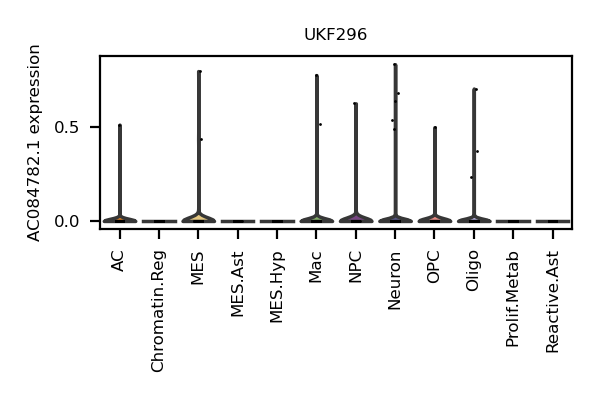 UKF296
AC084782.1 expression
0.5
0.0
AC
Chromatin.Reg
MES
MES.Ast
MES.Hyp
Mac
NPC
Neuron
OPC
Oligo
Prolif.Metab
Reactive.Ast